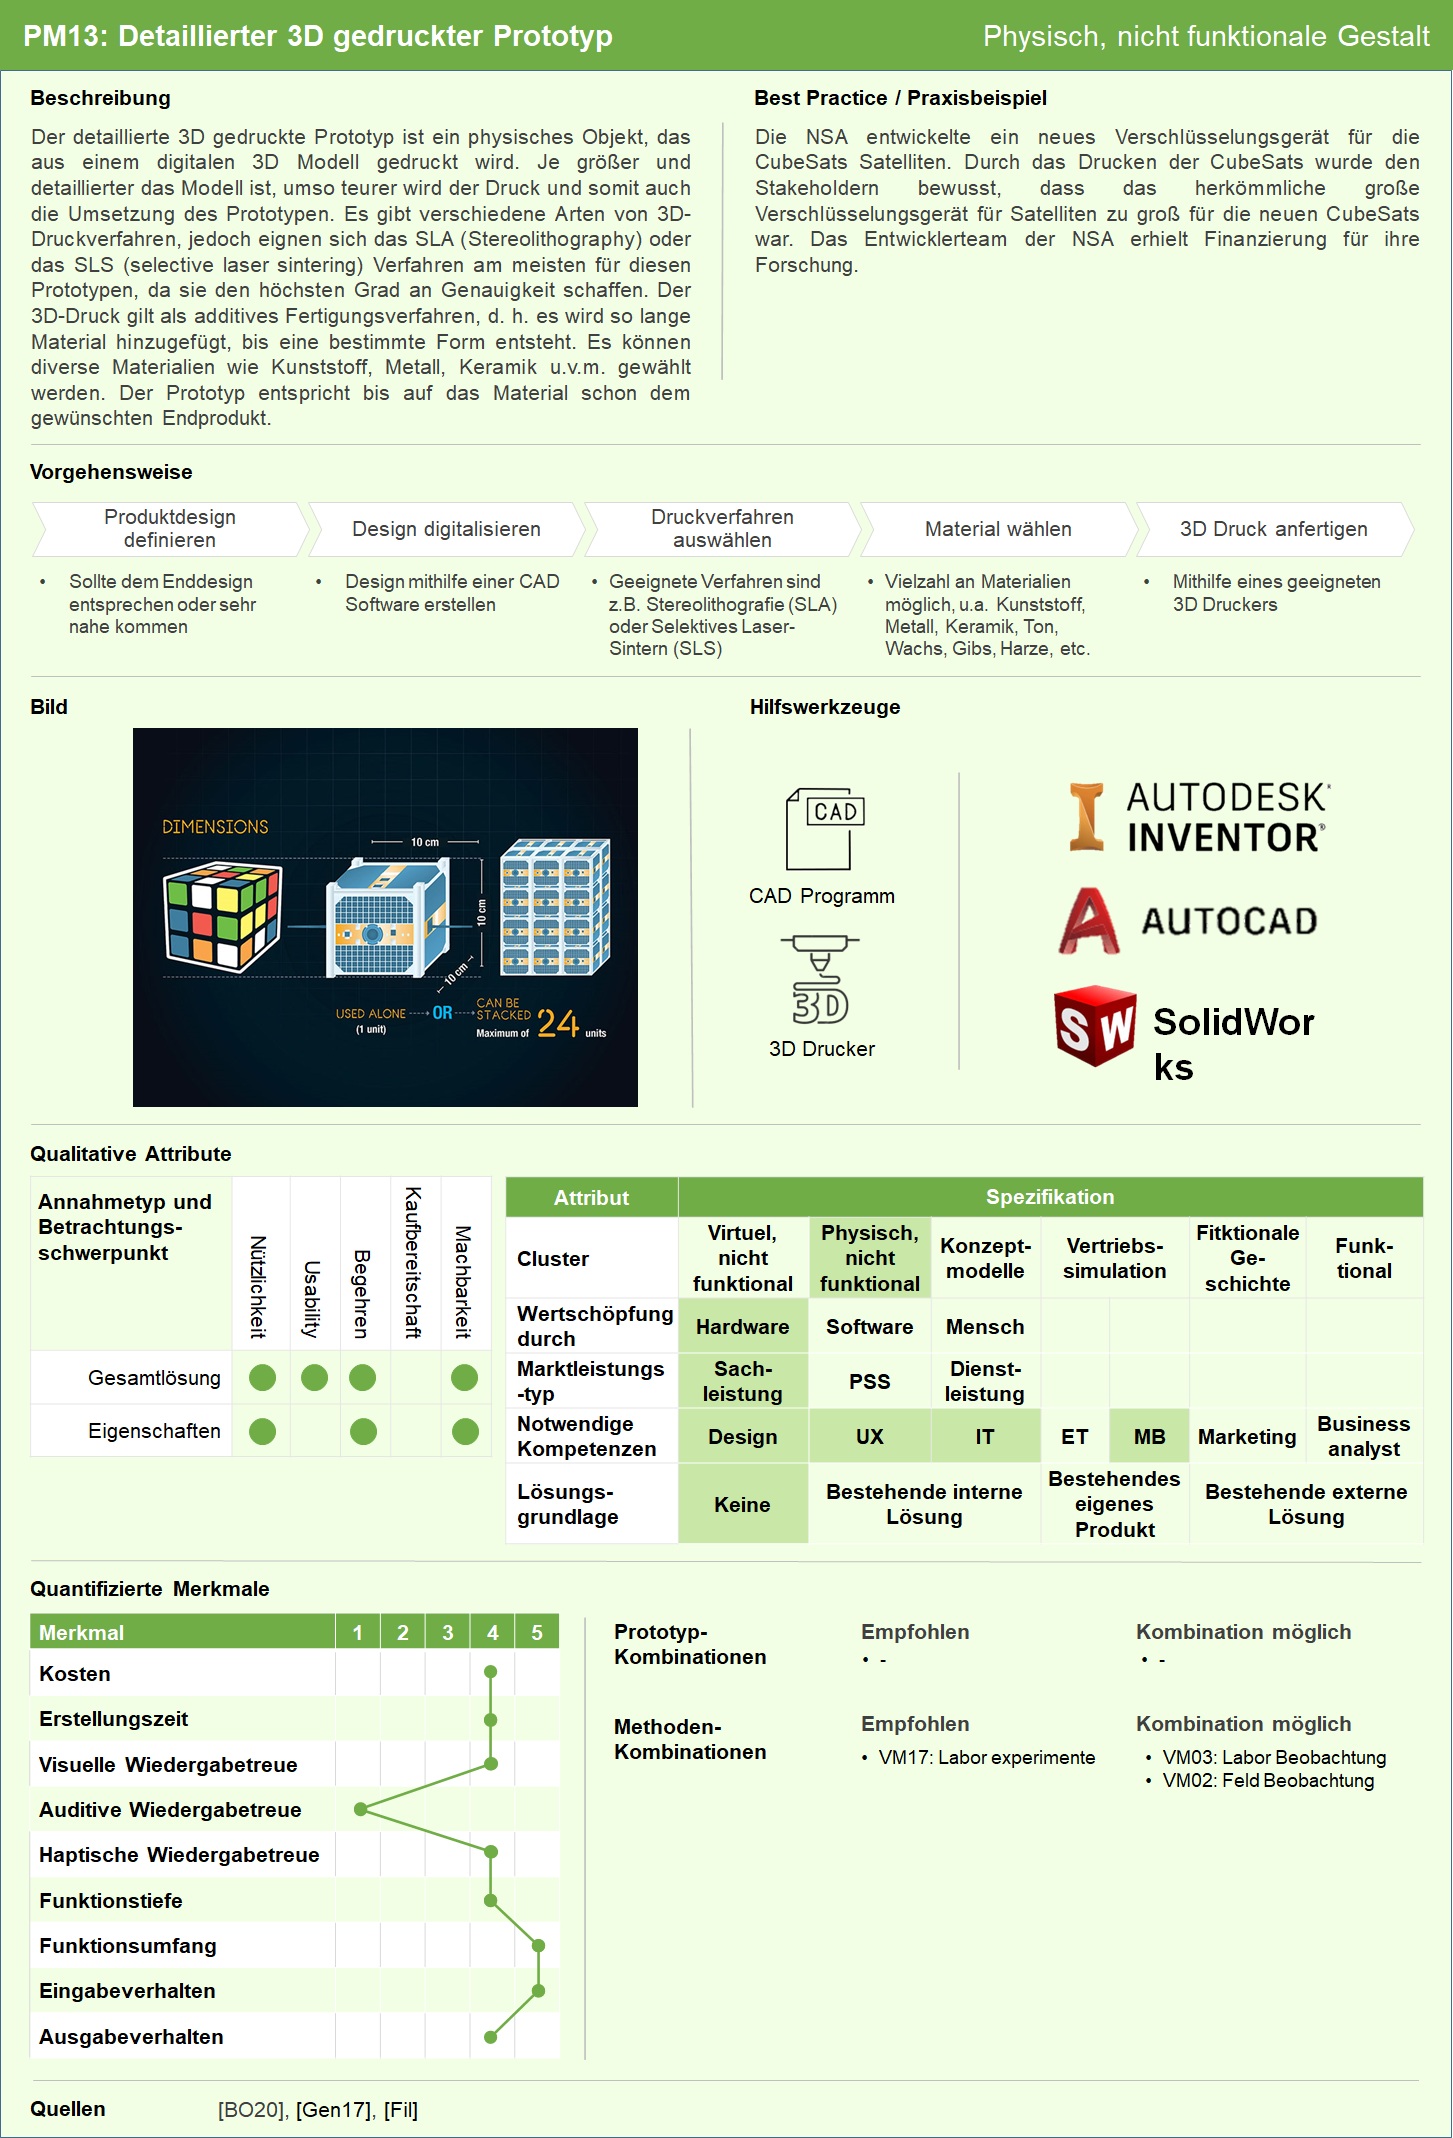 PM13: Detaillierter 3D gedruckter Prototyp
Physisch, nicht funktionale Gestalt
Beschreibung
Der detaillierte 3D gedruckte Prototyp ist ein physisches Objekt, das
aus einem digitalen 3D Modell gedruckt wird. Je größer und
detaillierter das Modell ist, umso teurer wird der Druck und somit auch
die Umsetzung des Prototypen. Es gibt verschiedene Arten von 3D-
Druckverfahren, jedoch eignen sich das SLA (Stereolithography) oder
das SLS (selective laser sintering) Verfahren am meisten für diesen
Prototypen, da sie den höchsten Grad an Genauigkeit schaffen. Der
3D-Druck gilt als additives Fertigungsverfahren, d. h. es wird so lange
Material hinzugefügt, bis eine bestimmte Form entsteht. Es können
diverse Materialien wie Kunststoff, Metall, Keramik u.v.m. gewählt
werden. Der Prototyp entspricht bis auf das Material schon dem
gewünschten Endprodukt.
Best Practice / Praxisbeispiel
Die NSA entwickelte ein neues Verschlüsselungsgerät für die
CubeSats Satelliten. Durch das Drucken der CubeSats wurde den
Stakeholdern bewusst, dass das herkömmliche große
Verschlüsselungsgerät für Satelliten zu groß für die neuen CubeSats
war. Das Entwicklerteam der NSA erhielt Finanzierung für ihre
Forschung.
Vorgehensweise
Produktdesign
definieren
Design digitalisieren
Druckverfahren
auswählen
Material wählen
3D Druck anfertigen
• Sollte dem Enddesign
entsprechen oder sehr
nahe kommen
• Design mithilfe einer CAD
Software erstellen
• Geeignete Verfahren sind
z.B. Stereolithografie (SLA)
oder Selektives Laser-
Sintern (SLS)
• Vielzahl an Materialien
möglich, u.a. Kunststoff,
Metall, Keramik, Ton,
Wachs, Gibs, Harze, etc.
• Mithilfe eines geeigneten
3D Druckers
Bild
DIMENSIONS
10 cm
10 cm
10 cm
USED ALONE
(1 unit)
OR
CAN BE
STACKED
Maximum of 24 units
Hilfswerkzeuge
CAD
CAD Programm
3D
3D Drucker
AUTODESK®
INVENTOR®
AUTOCAD
SW
SolidWor
ks
Qualitative Attribute
Annahmetyp und
Betrachtungs-
schwerpunkt
Nützlichkeit
Usability
Begehren
Kaufbereitschaft
Machbarkeit
Gesamtlösung
Eigenschaften
Attribut Spezifikation
Cluster
Virtuel,
nicht
funktional
Physisch,
nicht
funktional
Konzept-
modelle
Vertriebs-
simulation
Fitktionale
Ge-
schichte
Funk-
tional
Wertschöpfung
durch
Hardware Software Mensch
Marktleistungs
-typ
Sach-
leistung
PSS
Dienst-
leistung
Notwendige
Kompetenzen
Design UX IT ET MB Marketing
Business
analyst
Lösungs-
grundlage
Keine
Bestehende interne
Lösung
Bestehendes
eigenes
Produkt
Bestehende externe
Lösung
Quantifizierte Merkmale
Merkmal 1 2 3 4 5
Kosten
Erstellungszeit
Visuelle Wiedergabetreue
Auditive Wiedergabetreue
Haptische Wiedergabetreue
Funktionstiefe
Funktionsumfang
Eingabeverhalten
Ausgabeverhalten
Prototyp-
Kombinationen
Empfohlen
• -
Kombination möglich
• -
Methoden-
Kombinationen
Empfohlen
• VM17: Labor experimente
Kombination möglich
• VM03: Labor Beobachtung
• VM02: Feld Beobachtung
Quellen
[BO20], [Gen17], [Fil]